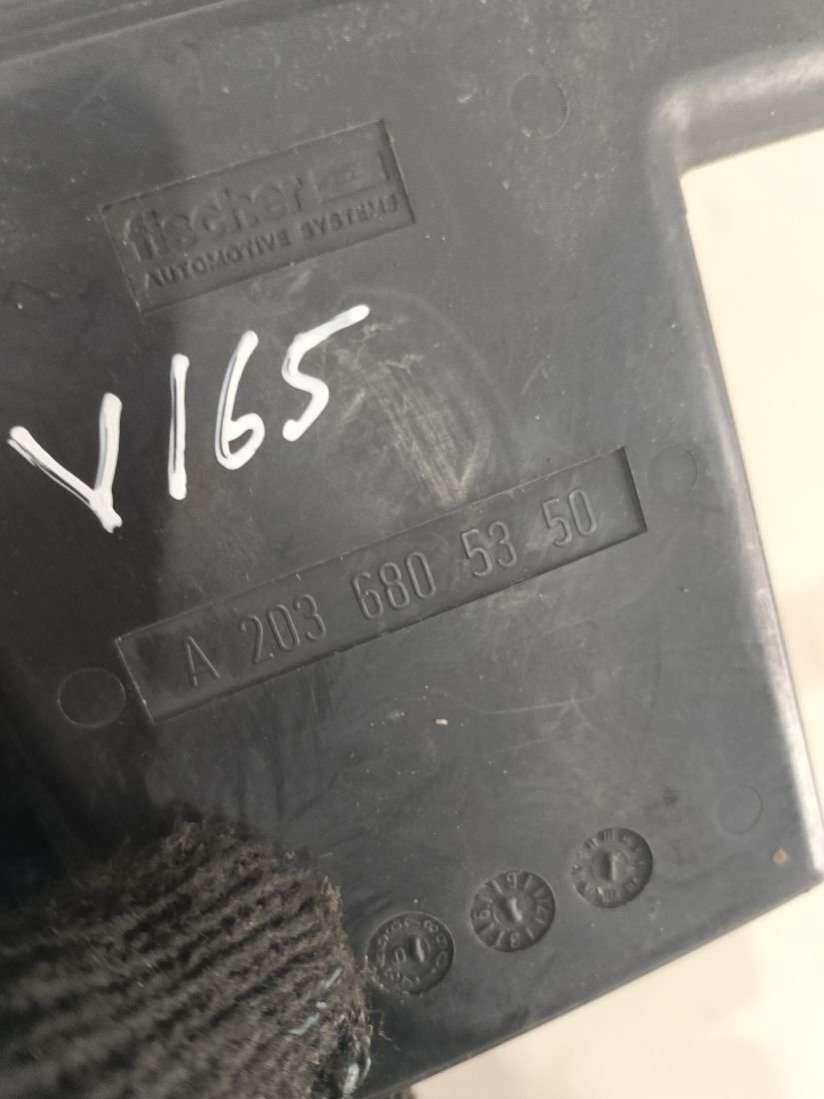 fischer
AUTOMOTIVE SYSTEMS
V165
A 203 680 53 50